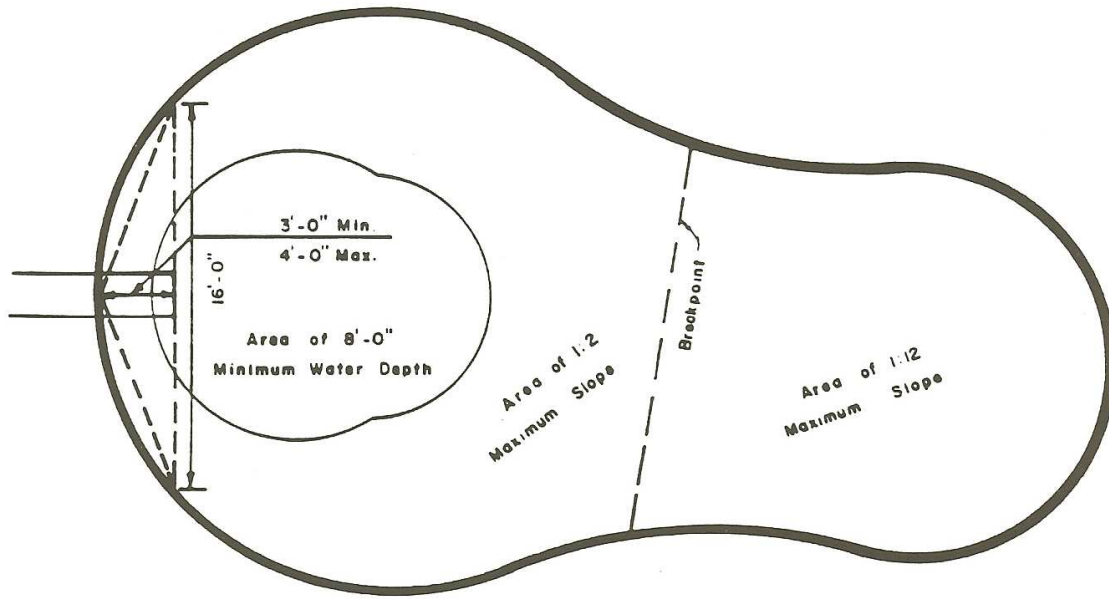 3'-0" Min.
4'-0" Max.
16'-0"
Area of 8'-0"
Minimum Water Depth
Area of 1:2
Maximum Slope
Breakpoint
Area of 1:12
Maximum Slope